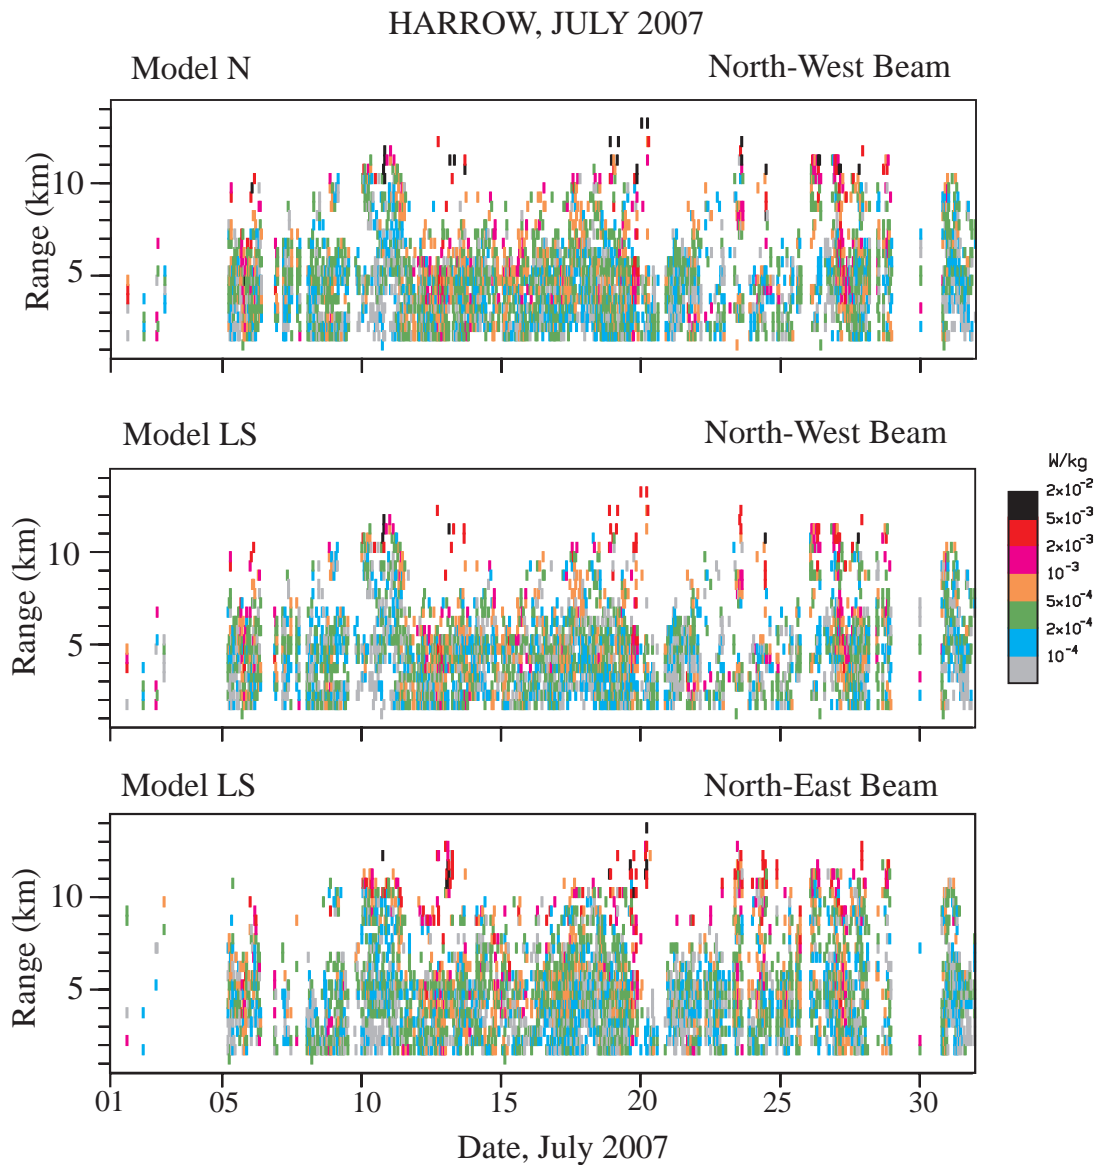 HARROW, JULY 2007
Model N North-West Beam
Range (km)
10
5
Model LS North-West Beam
Range (km)
10
5
W/kg
2×10⁻²
5×10⁻³
2×10⁻³
10⁻³
5×10⁻⁴
2×10⁻⁴
10⁻⁴
Model LS North-East Beam
Range (km)
10
5
01 05 10 15 20 25 30
Date, July 2007